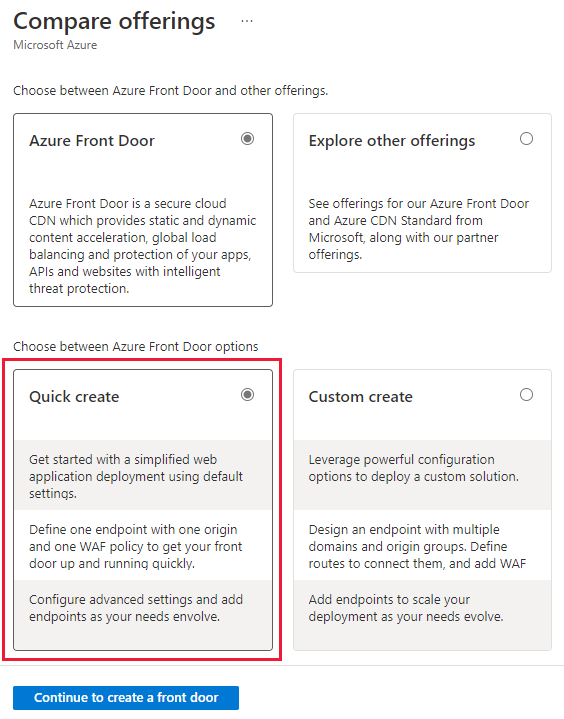 Compare offerings ...
Microsoft Azure
Choose between Azure Front Door and other offerings.
Azure Front Door
Azure Front Door is a secure cloud
CDN which provides static and dynamic
content acceleration, global load
balancing and protection of your apps,
APIs and websites with intelligent
threat protection.
Explore other offerings
See offerings for our Azure Front Door
and Azure CDN Standard from
Microsoft, along with our partner
offerings.
Choose between Azure Front Door options
Quick create
Get started with a simplified web
application deployment using default
settings.
Define one endpoint with one origin
and one WAF policy to get your front
door up and running quickly.
Configure advanced settings and add
endpoints as your needs envolve.
Custom create
Leverage powerful configuration
options to deploy a custom solution.
Design an endpoint with multiple
domains and origin groups. Define
routes to connect them, and add WAF
Add endpoints to scale your
deployment as your needs evolve.
Continue to create a front door